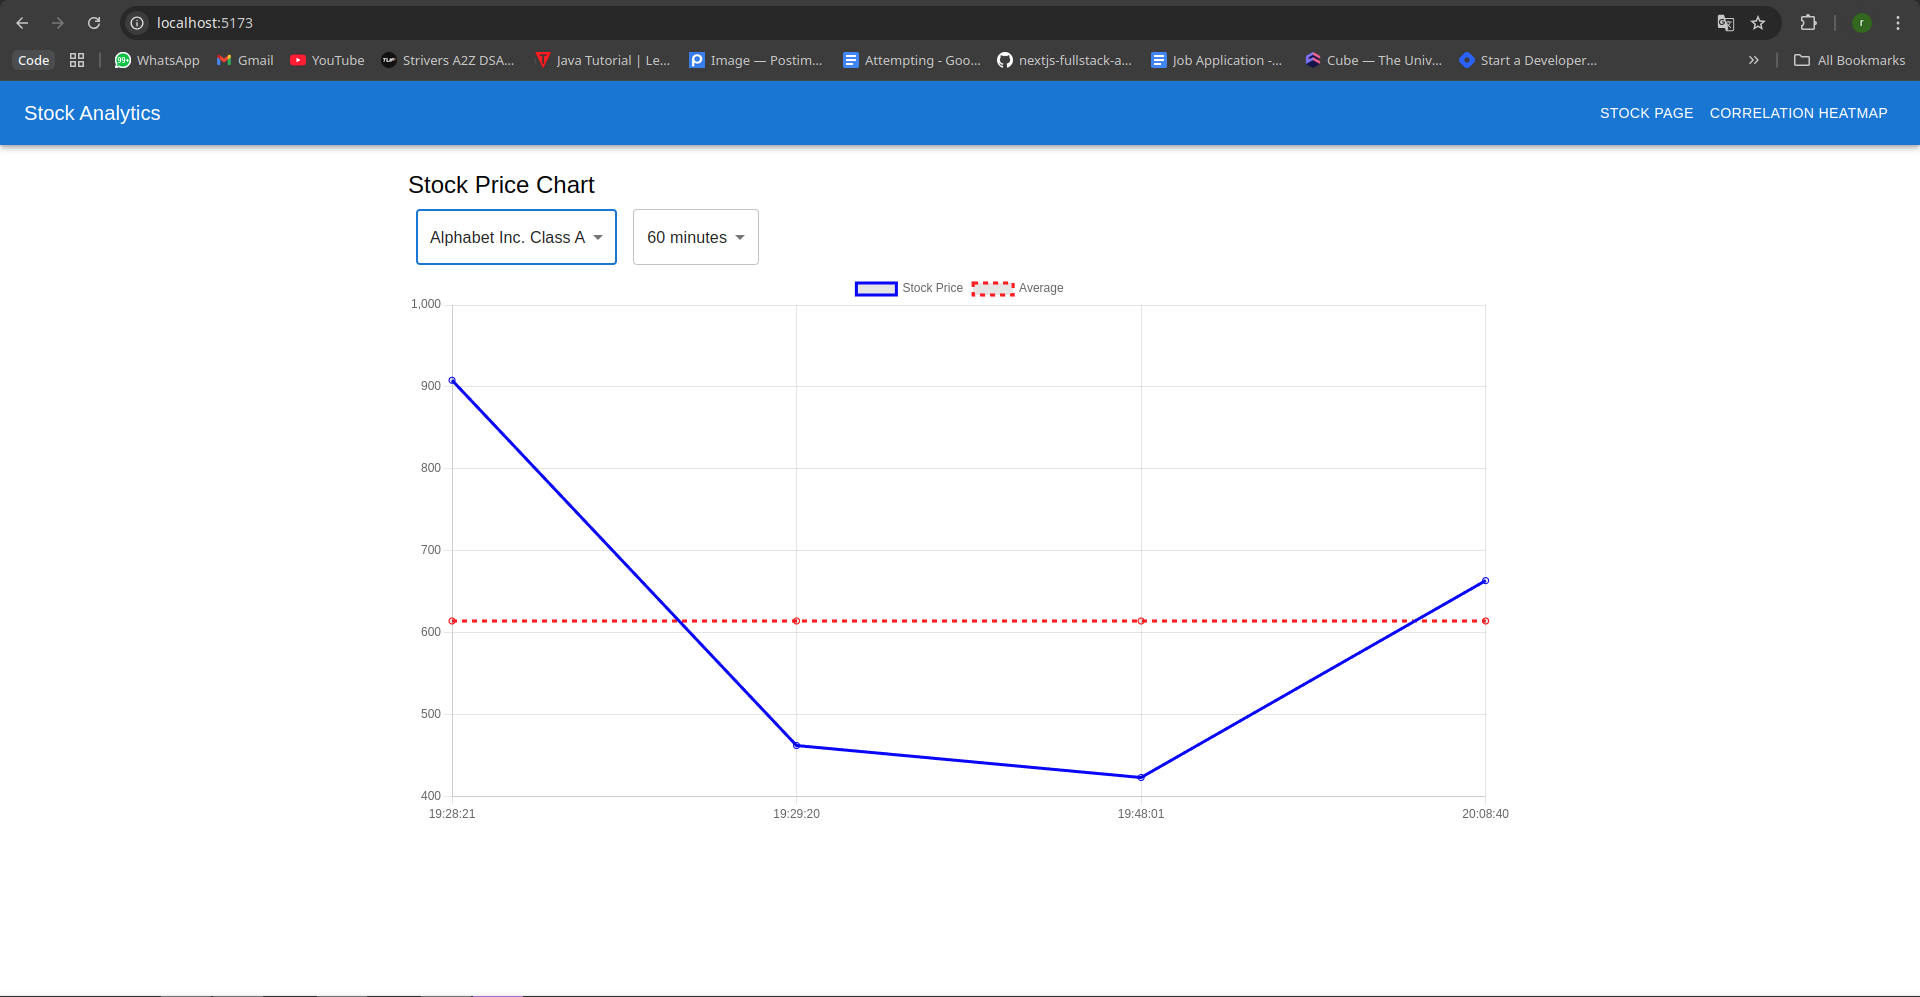 localhost:5173
r
Code
99+ WhatsApp
Gmail
YouTube
TUF Strivers A2Z DSA...
Java Tutorial | Le...
Image — Postim...
Attempting - Goo...
nextjs-fullstack-a...
Job Application -...
Cube — The Univ...
Start a Developer...
All Bookmarks
Stock Analytics
STOCK PAGE
CORRELATION HEATMAP
Stock Price Chart
Alphabet Inc. Class A
60 minutes
Stock Price
Average
1,000
900
800
700
600
500
400
19:28:21
19:29:20
19:48:01
20:08:40